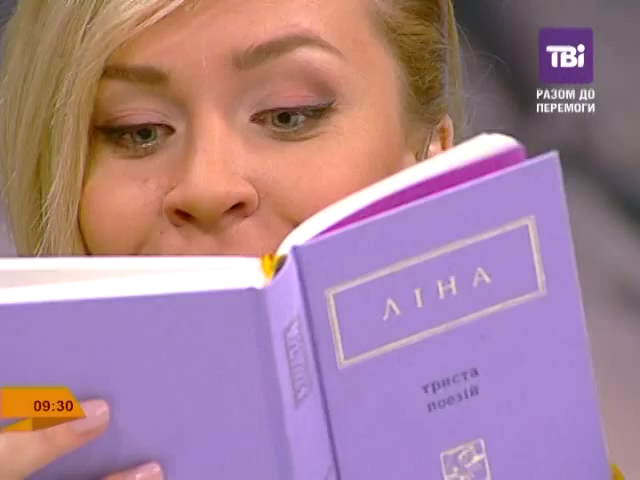 ТВі
РАЗОМ ДО
ПЕРЕМОГИ
ЛІНА
триста
поезій
09:30